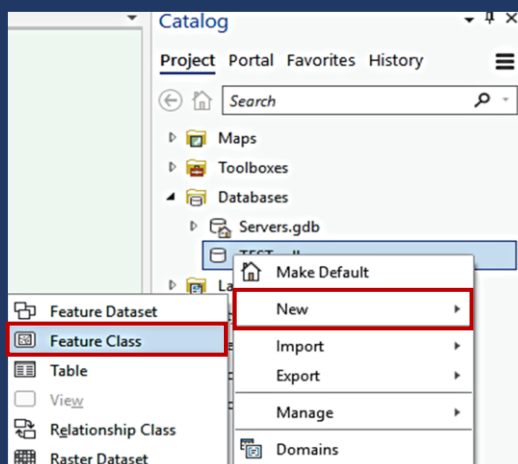 Catalog
Project Portal Favorites History
Search
Maps
Toolboxes
Databases
Servers.gdb
Make Default
New
Import
Export
Manage
Domains
Feature Dataset
Feature Class
Table
View
Relationship Class
Raster Dataset